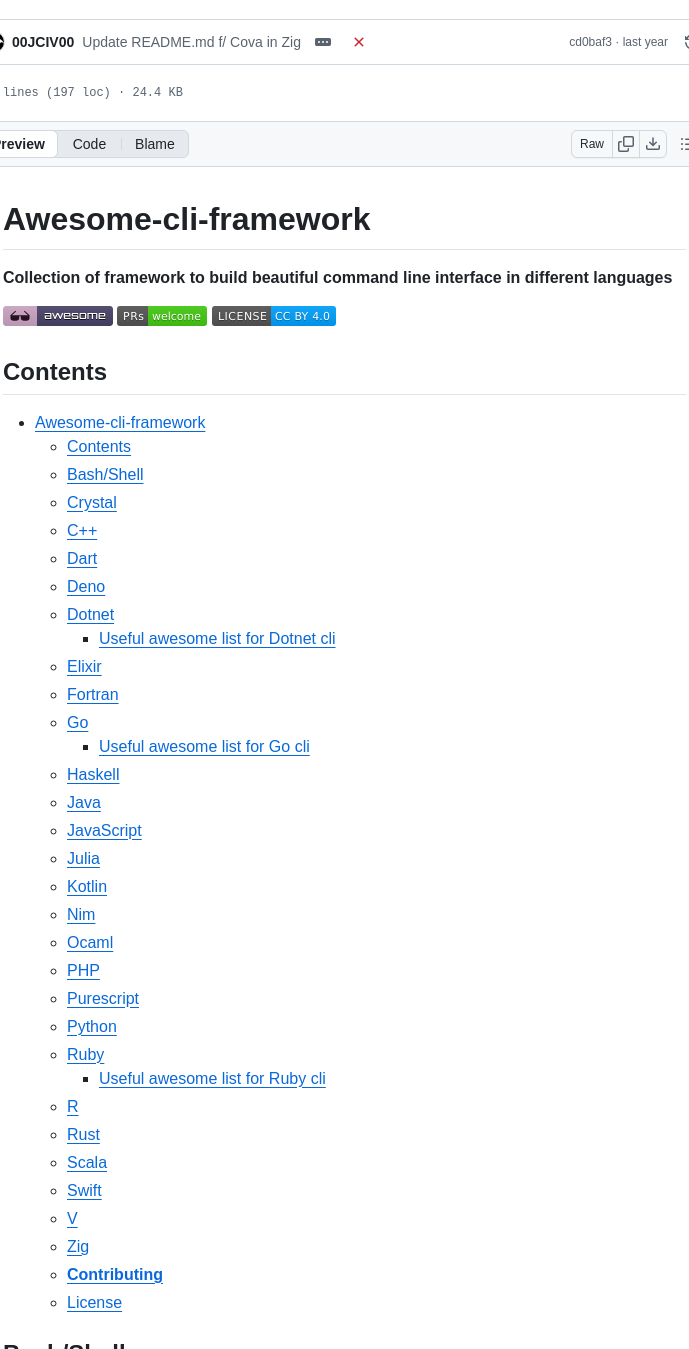 00JCIV00 Update README.md f/ Cova in Zig cd0baf3 · last year
lines (197 loc) · 24.4 KB
Preview Code Blame Raw
Awesome-cli-framework
Collection of framework to build beautiful command line interface in different languages
awesome PRs welcome LICENSE CC BY 4.0
Contents
Awesome-cli-framework
Contents
Bash/Shell
Crystal
C++
Dart
Deno
Dotnet
Useful awesome list for Dotnet cli
Elixir
Fortran
Go
Useful awesome list for Go cli
Haskell
Java
JavaScript
Julia
Kotlin
Nim
Ocaml
PHP
Purescript
Python
Ruby
Useful awesome list for Ruby cli
R
Rust
Scala
Swift
V
Zig
Contributing
License
Bash/Shell